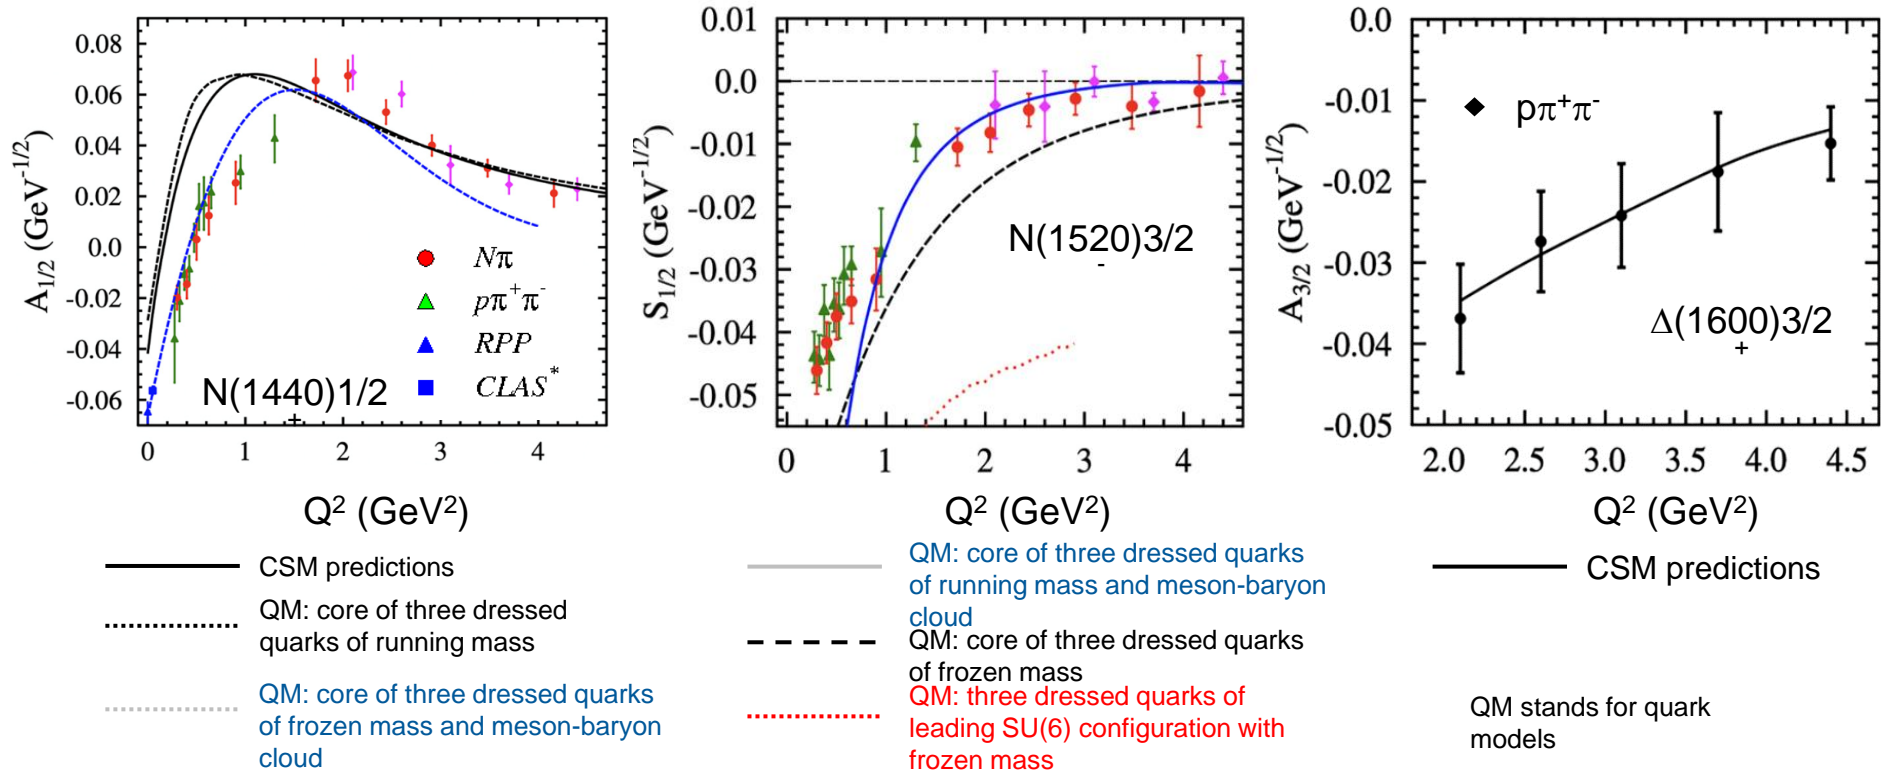 0.08
0.06
0.04
0.02
0.0
-0.02
-0.04
-0.06
A1/2 (GeV-1/2)
Nπ
pπ+π-
RPP
CLAS*
N(1440)1/2
+
0 1 2 3 4
Q2 (GeV2)
0.01
0.0
-0.01
-0.02
-0.03
-0.04
-0.05
S1/2 (GeV-1/2)
N(1520)3/2
-
0 1 2 3 4
Q2 (GeV2)
0.0
-0.01
-0.02
-0.03
-0.04
-0.05
A3/2 (GeV-1/2)
pπ+π-
Δ(1600)3/2
+
2.0 2.5 3.0 3.5 4.0 4.5
Q2 (GeV2)
CSM predictions
QM: core of three dressed
quarks of running mass
QM: core of three dressed quarks
of frozen mass and meson-baryon
cloud
QM: core of three dressed quarks
of running mass and meson-baryon
cloud
QM: core of three dressed quarks
of frozen mass
QM: three dressed quarks of
leading SU(6) configuration with
frozen mass
CSM predictions
QM stands for quark
models